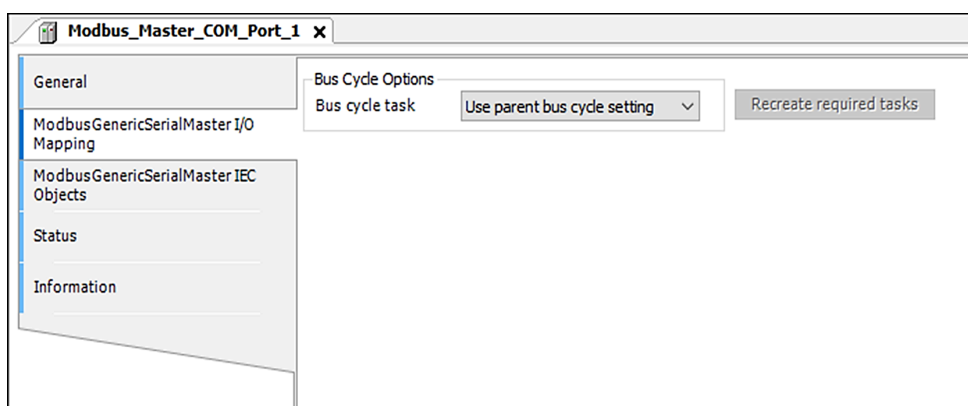 Modbus_Master_COM_Port_1 x
General
ModbusGenericSerialMaster I/O
Mapping
ModbusGenericSerialMaster IEC
Objects
Status
Information
Bus Cycle Options
Bus cycle task
Use parent bus cycle setting
Recreate required tasks